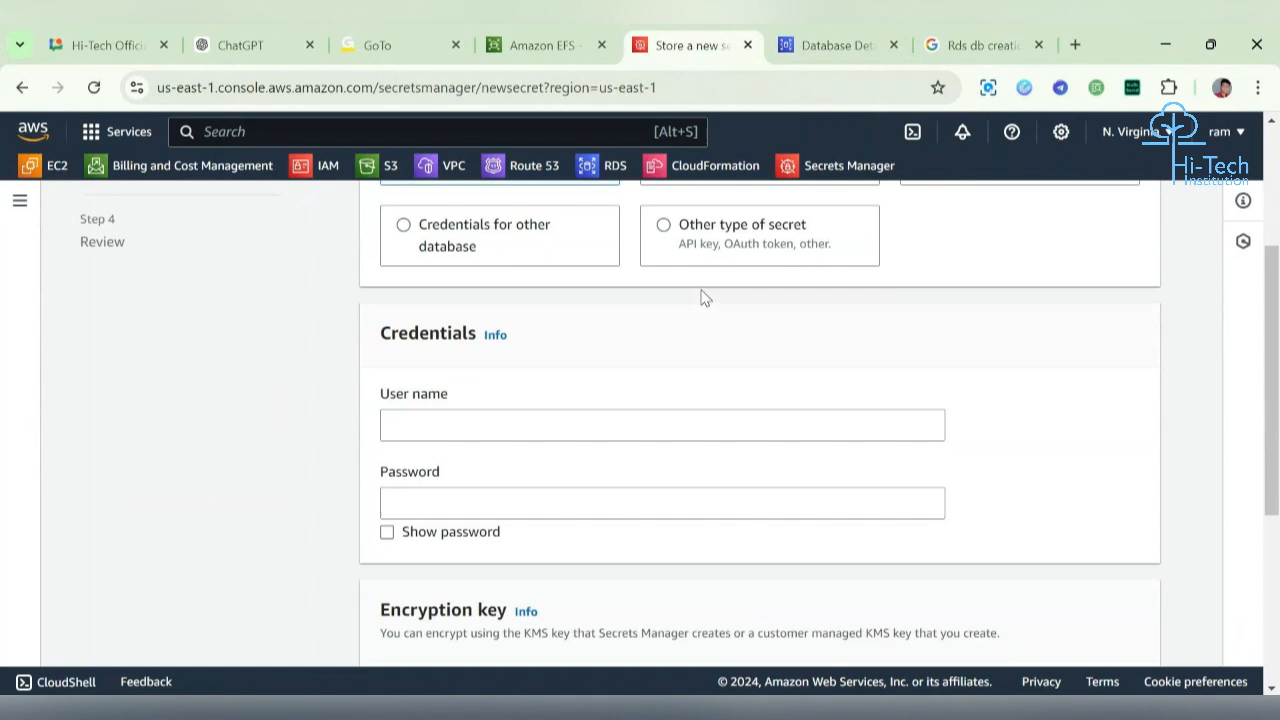 Hi-Tech Offici
ChatGPT
GoTo
Amazon EFS -
Store a new se
Database Det
Rds db creati
us-east-1.console.aws.amazon.com/secretsmanager/newsecret?region=us-east-1
aws
Services
Search
[Alt+S]
N. Virginia
ram
EC2
Billing and Cost Management
IAM
S3
VPC
Route 53
RDS
CloudFormation
Secrets Manager
Hi-Tech
Institution
Step 4
Review
Credentials for other
database
Other type of secret
API key, OAuth token, other.
Credentials Info
User name
Password
Show password
Encryption key Info
You can encrypt using the KMS key that Secrets Manager creates or a customer managed KMS key that you create.
CloudShell
Feedback
© 2024, Amazon Web Services, Inc. or its affiliates.
Privacy
Terms
Cookie preferences